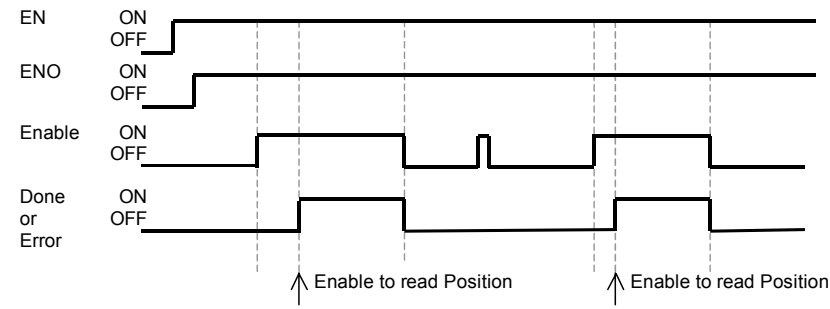 EN ON
OFF
ENO ON
OFF
Enable ON
OFF
Done ON
or OFF
Error
Enable to read Position Enable to read Position